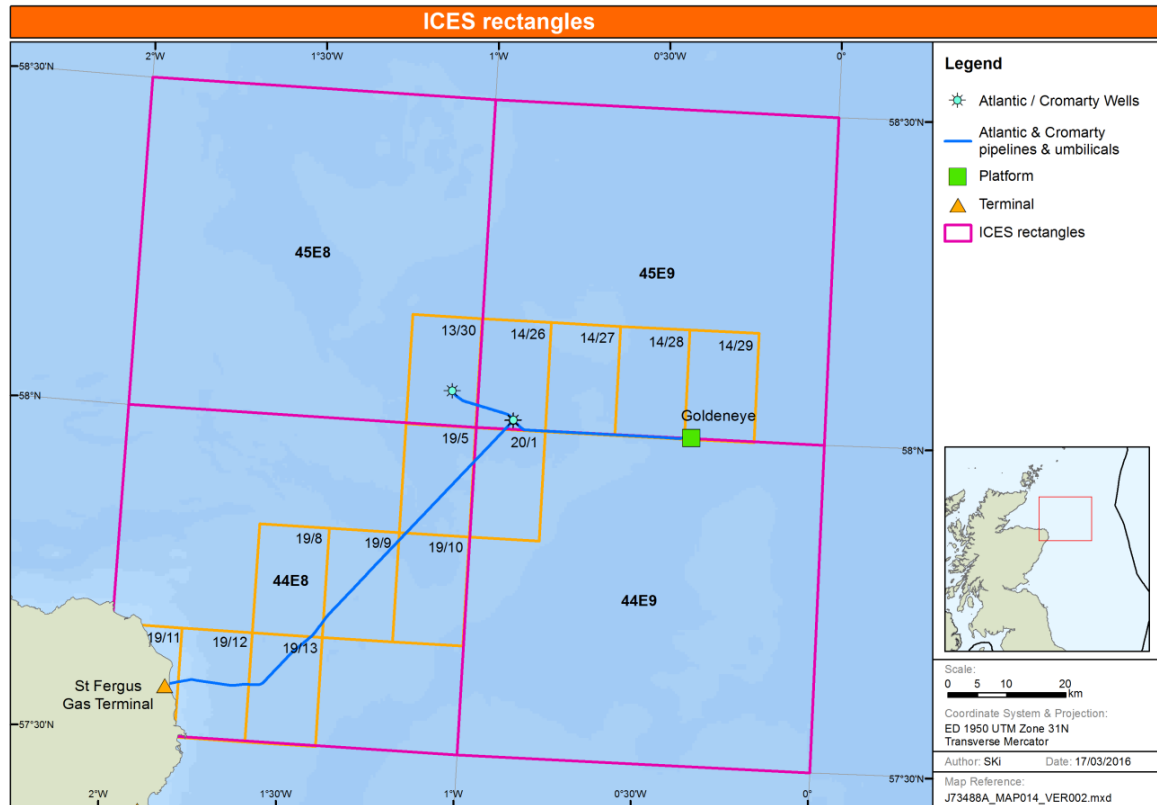 ICES rectangles
2°W
1°30'W
1°W
0°30'W
0°
58°30'N
58°30'N
45E8
45E9
13/30
14/26
14/27
14/28
14/29
58°N
Goldeneye
19/5
20/1
58°N
19/8
19/9
19/10
44E8
44E9
19/11
19/12
19/13
St Fergus
Gas Terminal
57°30'N
57°30'N
2°W
1°30'W
1°W
0°30'W
0°
Legend
Atlantic / Cromarty Wells
Atlantic & Cromarty
pipelines & umbilicals
Platform
Terminal
ICES rectangles
Scale:
0 5 10 20
km
Coordinate System & Projection:
ED 1950 UTM Zone 31N
Transverse Mercator
Author: SKi Date: 17/03/2016
Map Reference:
J73488A_MAP014_VER002.mxd